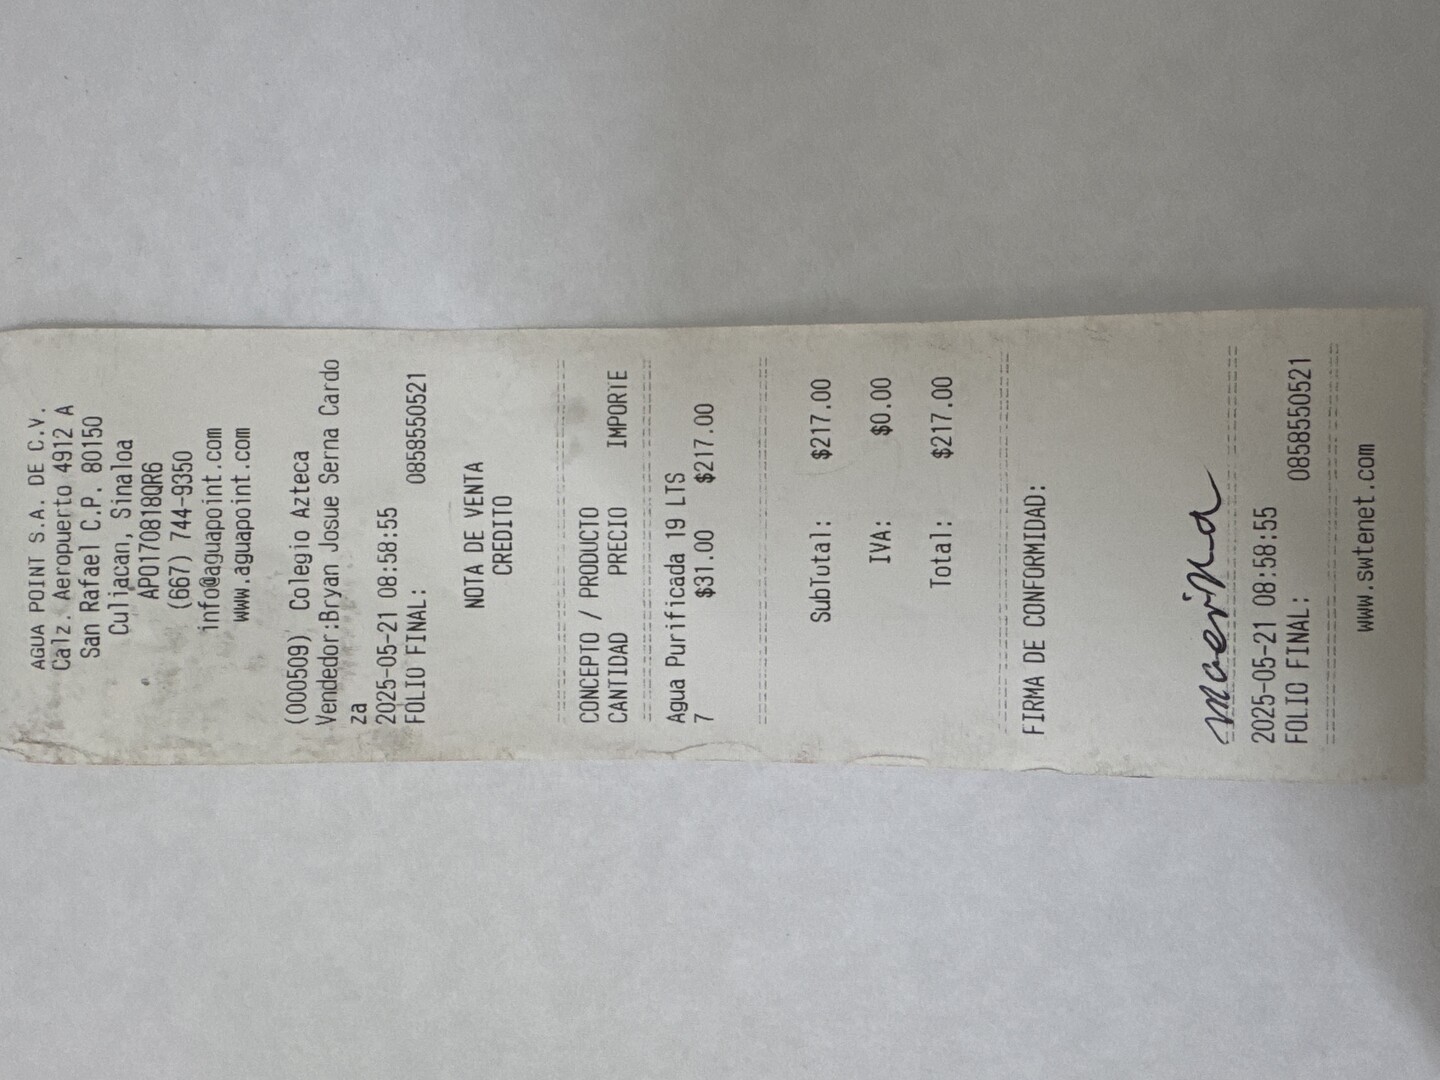 AGUA POINT S.A. DE C.V.
Calz. Aeropuerto 4912 A
San Rafael C.P. 80150
Culiacan, Sinaloa
APO170818QR6
(667) 744-9350
info@aguapoint.com
www.aguapoint.com
(000509) Colegio Azteca
Vendedor:Bryan Josue Serna Cardo
za
2025-05-21 08:58:55
FOLIO FINAL: 0858550521
NOTA DE VENTA
CREDITO
CONCEPTO / PRODUCTO
CANTIDAD PRECIO IMPORTE
Agua Purificada 19 LTS
7 $31.00 $217.00
SubTutal: $217.00
IVA: $0.00
Total: $217.00
FIRMA DE CONFORMIDAD:
2025-05-21 08:58:55
FOLIO FINAL: 0858550521
www.swtenet.com